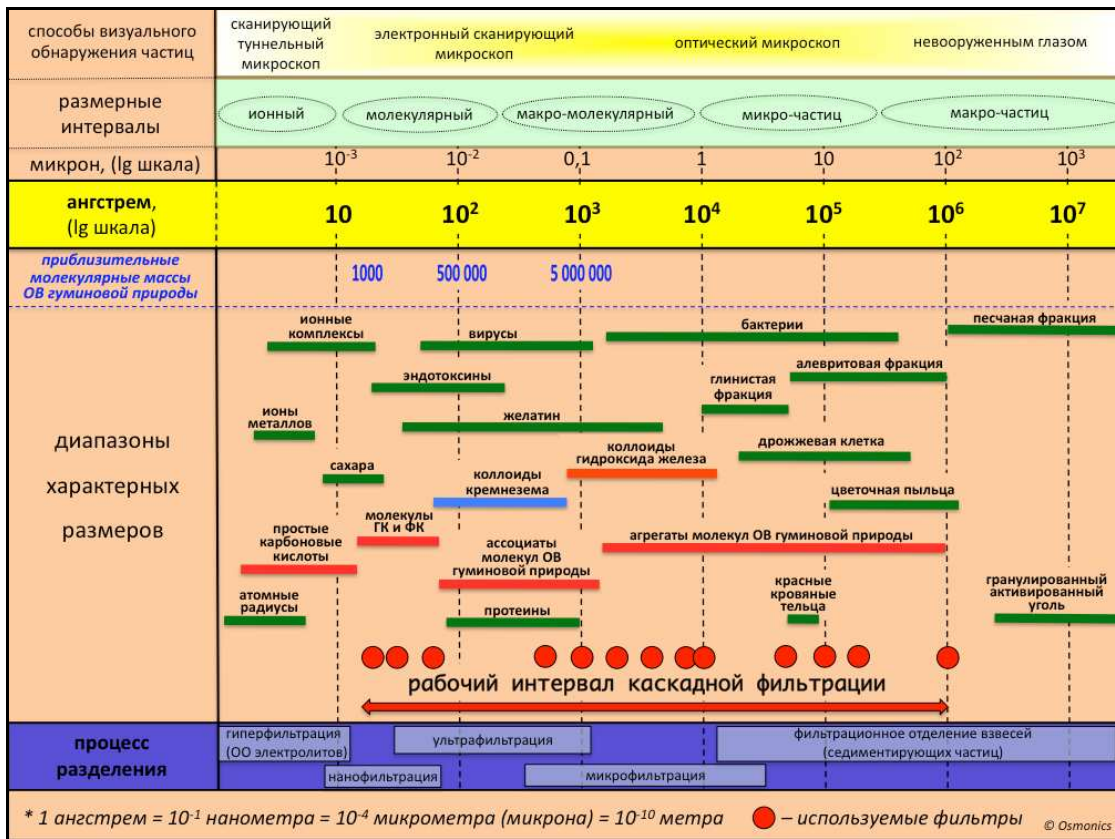 способы визуального
обнаружения частиц
сканирующий
туннельный
микроскоп
электронный сканирующий
микроскоп
оптический микроскоп
невооруженным глазом
размерные
интервалы
ионный
молекулярный
макро-молекулярный
микро-частиц
макро-частиц
микрон, (lg шкала)
10⁻³
10⁻²
0,1
1
10
10²
10³
ангстрем,
(lg шкала)
10
10²
10³
10⁴
10⁵
10⁶
10⁷
приблизительные
молекулярные массы
ОВ гуминовой природы
1000
500 000
5 000 000
диапазоны
характерных
размеров
ионные
комплексы
вирусы
бактерии
песчаная фракция
эндотоксины
глинистая
фракция
алевритовая фракция
ионы
металлов
желатин
сахара
коллоиды
кремнезема
коллоиды
гидроксида железа
дрожжевая клетка
цветочная пыльца
простые
карбоновые
кислоты
молекулы
ГК и ФК
ассоциаты
молекул ОВ
гуминовой природы
агрегаты молекул ОВ гуминовой природы
атомные
радиусы
протеины
красные
кровяные
тельца
гранулированный
активированный
уголь
рабочий интервал каскадной фильтрации
процесс
разделения
гиперфильтрация
(ОО электролитов)
ультрафильтрация
фильтрационное отделение взвесей
(седиментирующих частиц)
нанофильтрация
микрофильтрация
* 1 ангстрем = 10⁻¹ нанометра = 10⁻⁴ микрометра (микрона) = 10⁻¹⁰ метра
– используемые фильтры
© Osmonics